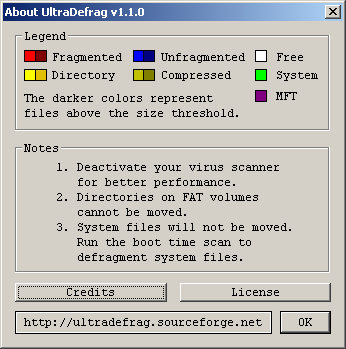 About UltraDefrag v1.1.0
Legend
Fragmented Unfragmented Free
Directory Compressed System
The darker colors represent MFT
files above the size threshold.
Notes
1. Deactivate your virus scanner
for better performance.
2. Directories on FAT volumes
cannot be moved.
3. System files will not be moved.
Run the boot time scan to
defragment system files.
Credits License
http://ultradefrag.sourceforge.net OK